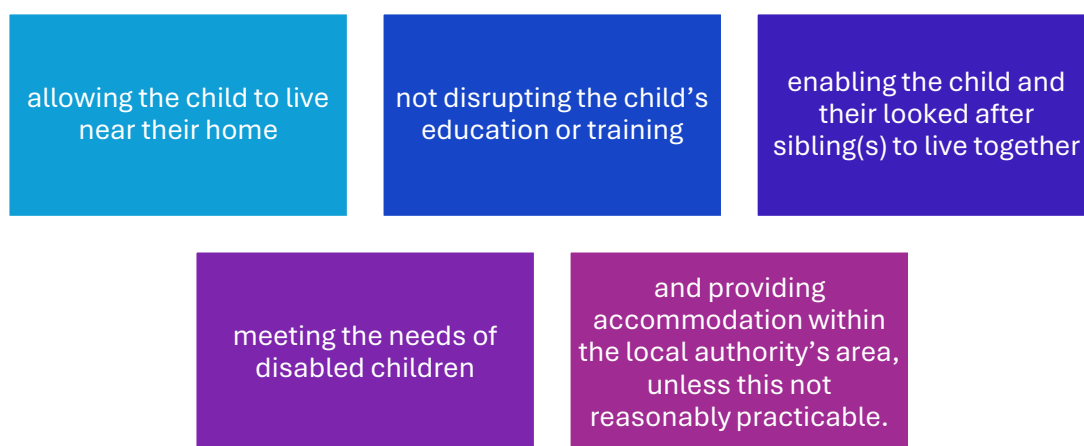 allowing the child to live
near their home
not disrupting the child’s
education or training
enabling the child and
their looked after
sibling(s) to live together
meeting the needs of
disabled children
and providing
accommodation within
the local authority’s area,
unless this not
reasonably practicable.